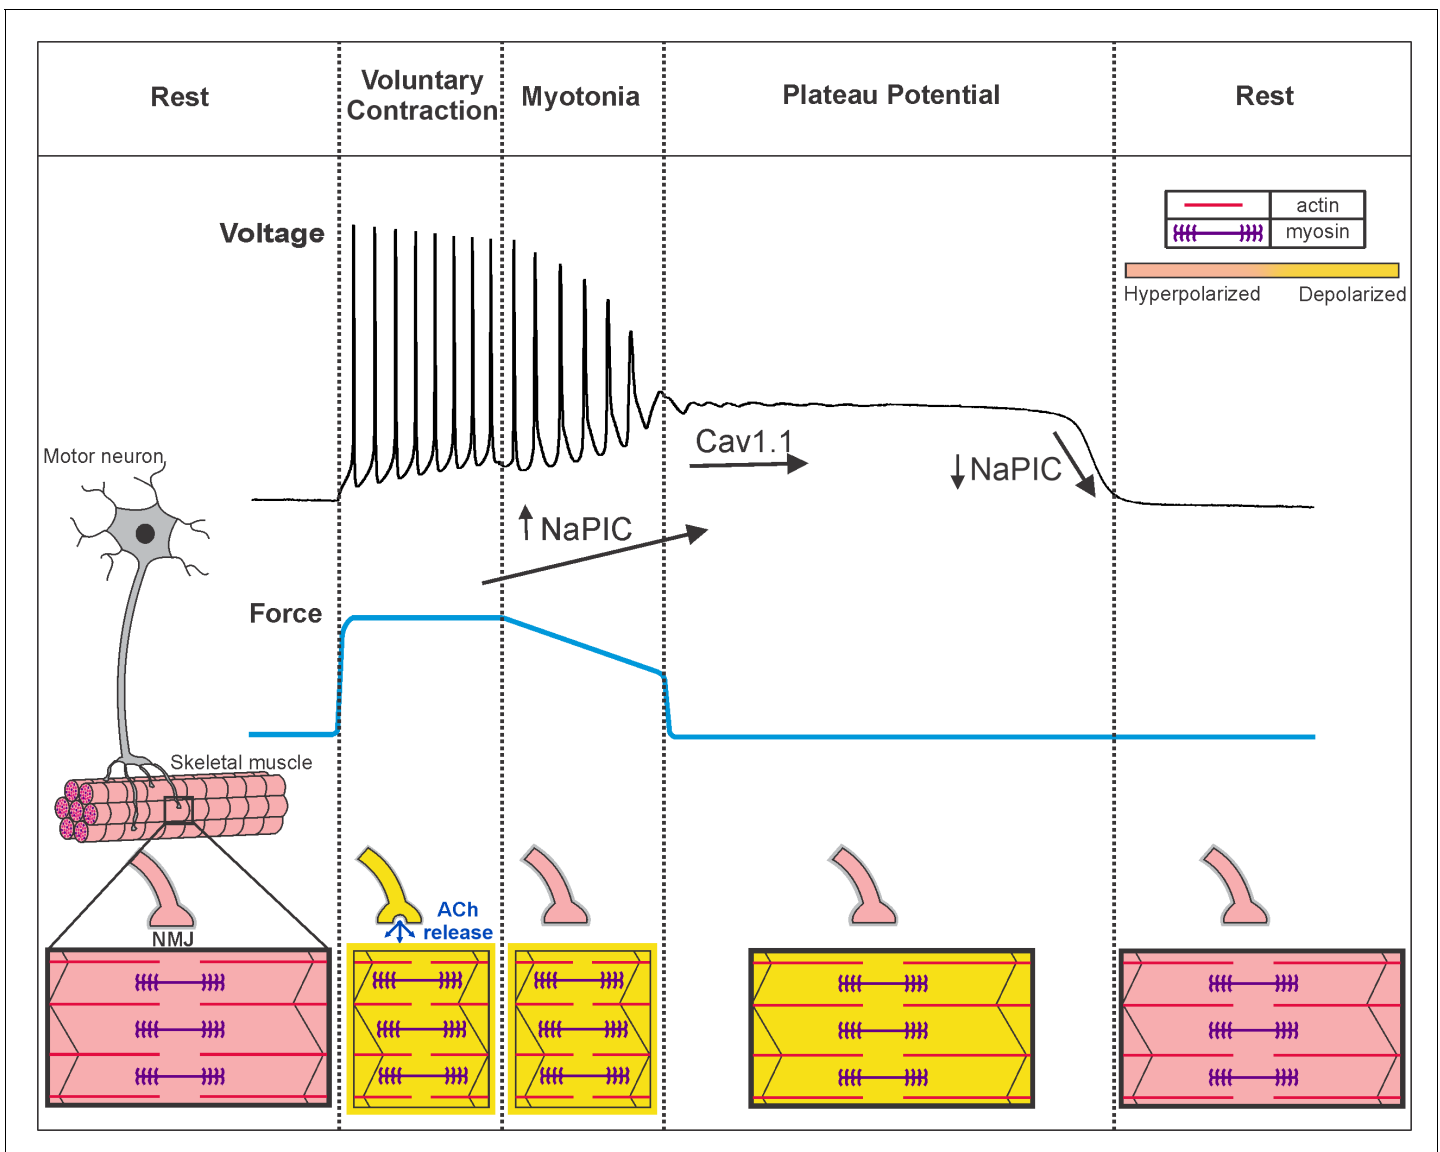 Rest
Voluntary
Contraction
Myotonia
Plateau Potential
Rest
actin
myosin
Hyperpolarized
Depolarized
Voltage
Cav1.1
↓ NaPIC
Motor neuron
↑ NaPIC
Force
Skeletal muscle
NMJ
ACh
release